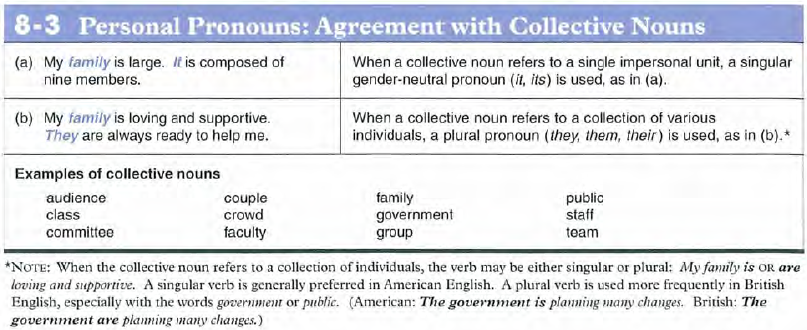 8-3 Personal Pronouns: Agreement with Collective Nouns
(a) My family is large. It is composed of
nine members.
When a collective noun refers to a single impersonal unit, a singular
gender-neutral pronoun (it, its) is used, as in (a).
(b) My family is loving and supportive.
They are always ready to help me.
When a collective noun refers to a collection of various
individuals, a plural pronoun (they, them, their) is used, as in (b).*
Examples of collective nouns
audience couple family public
class crowd government staff
committee faculty group team
*NOTE: When the collective noun refers to a collection of individuals, the verb may be either singular or plural: My family is OR are
loving and supportive. A singular verb is generally preferred in American English. A plural verb is used more frequently in British
English, especially with the words government or public. (American: The government is planning many changes. British: The
government are planning many changes.)